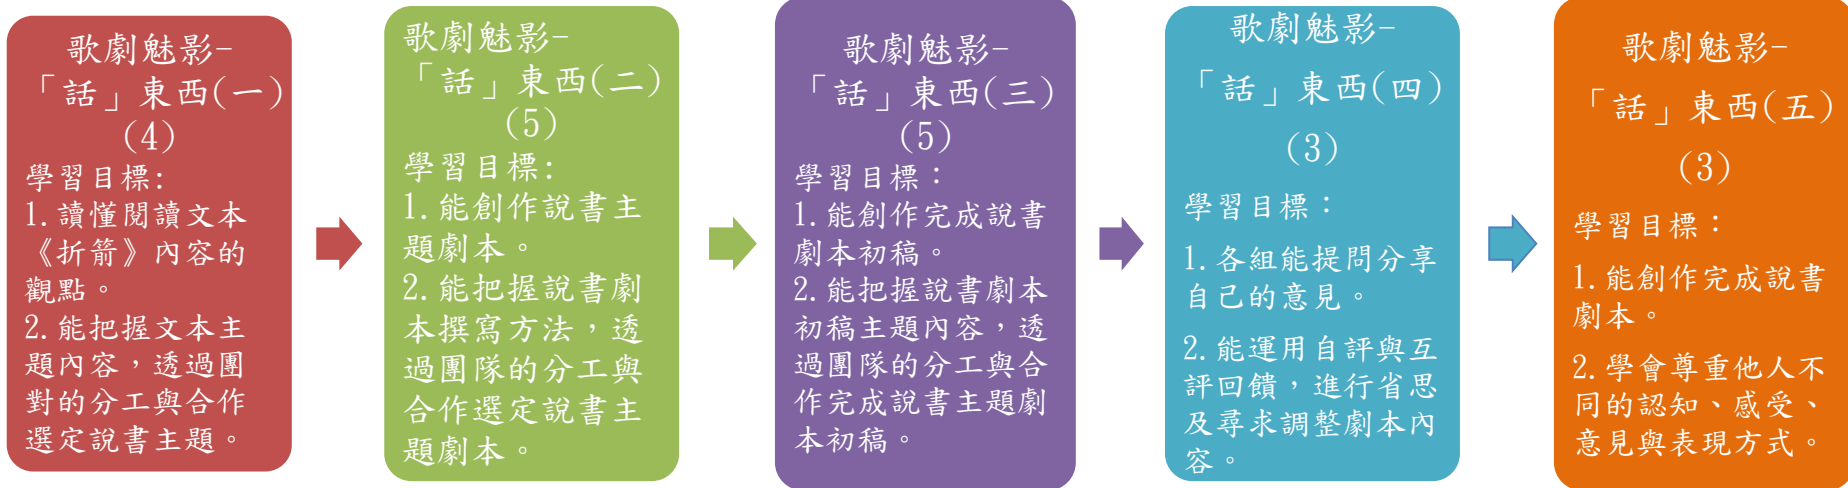 歌劇魅影-
「話」東西(一)
(4)
學習目標:
1.讀懂閱讀文本
《折箭》內容的
觀點。
2.能把握文本主
題內容，透過團
對的分工與合作
選定說書主題。
歌劇魅影-
「話」東西(二)
(5)
學習目標:
1.能創作說書主
題劇本。
2.能把握說書劇
本撰寫方法，透
過團隊的分工與
合作選定說書主
題劇本。
歌劇魅影-
「話」東西(三)
(5)
學習目標：
1.能創作完成說書
劇本初稿。
2.能把握說書劇本
初稿主題內容，透
過團隊的分工與合
作完成說書主題劇
本初稿。
歌劇魅影-
「話」東西(四)
(3)
學習目標：
1.各組能提問分享
自己的意見。
2.能運用自評與互
評回饋，進行省思
及尋求調整劇本內
容。
歌劇魅影-
「話」東西(五)
(3)
學習目標：
1.能創作完成說書
劇本。
2.學會尊重他人不
同的認知、感受、
意見與表現方式。